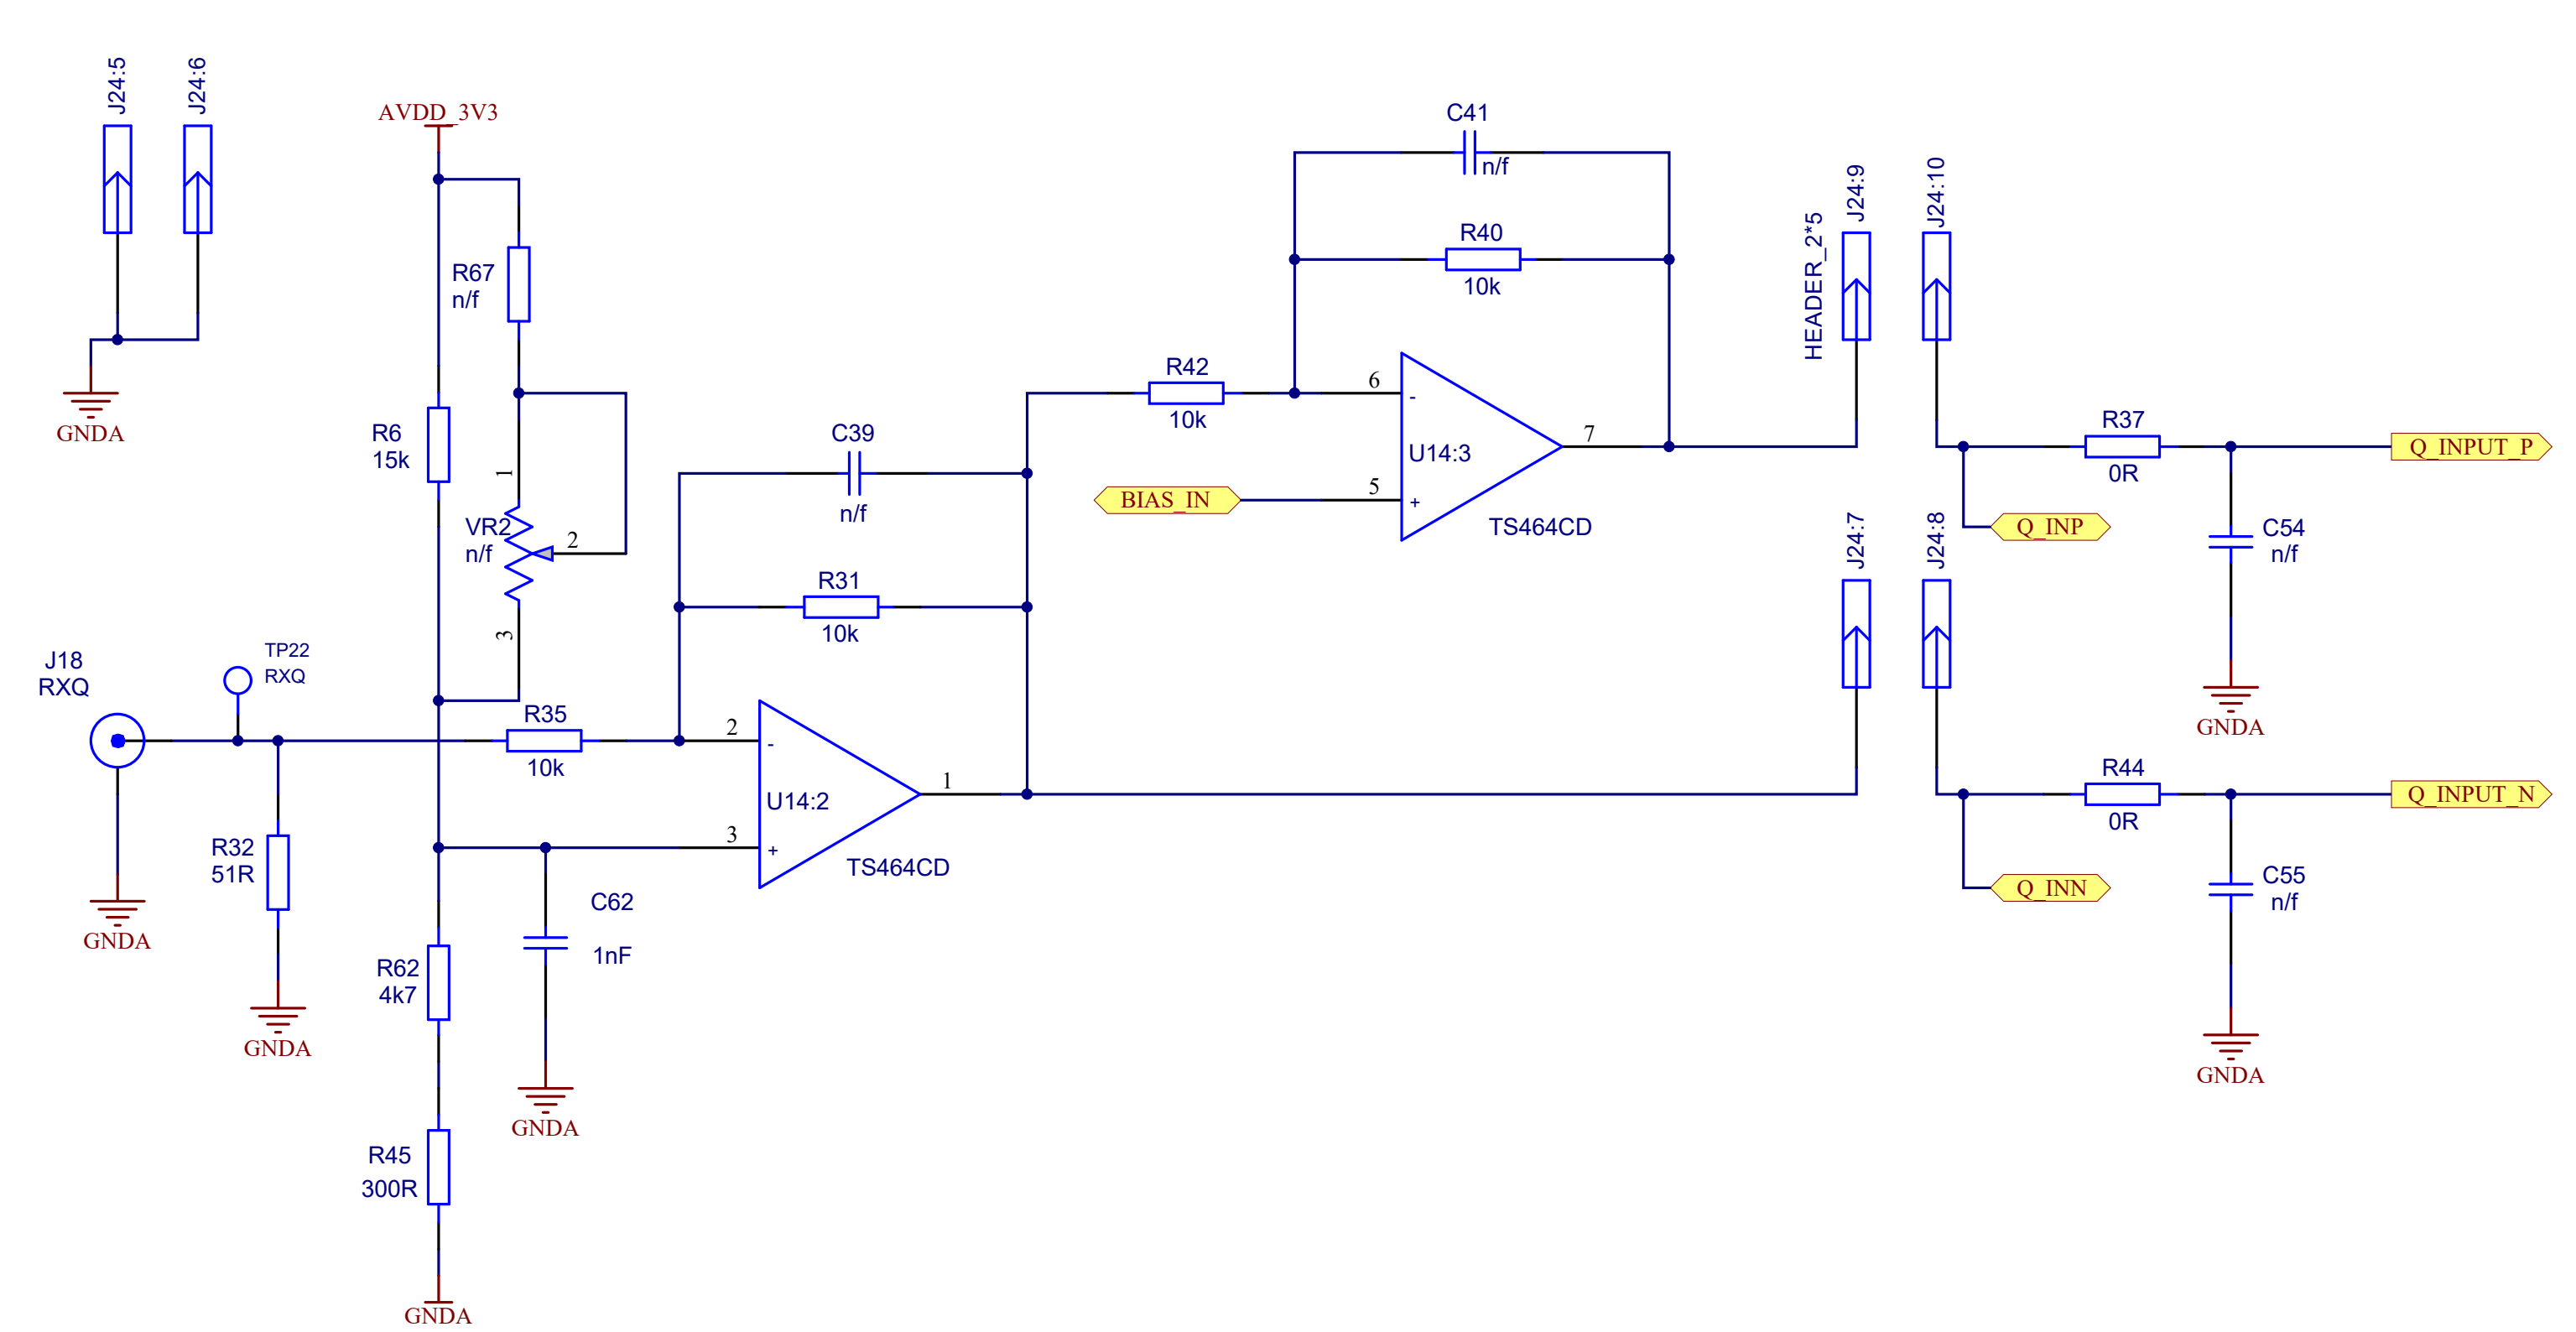 J24:5
J24:6
GNDA
AVDD_3V3
R67
n/f
R6
15k
1
VR2
n/f
2
3
J18
RXQ
TP22
RXQ
GNDA
R32
51R
GNDA
R35
10k
C39
n/f
R31
10k
2
-
U14:2
1
3
+
TS464CD
C62
1nF
GNDA
R62
4k7
R45
300R
GNDA
C41
n/f
R40
10k
R42
10k
6
-
U14:3
7
BIAS_IN
5
+
TS464CD
HEADER_2*5
J24:9
J24:10
J24:7
J24:8
R37
0R
Q_INPUT_P
Q_INP
C54
n/f
GNDA
R44
0R
Q_INPUT_N
Q_INN
C55
n/f
GNDA